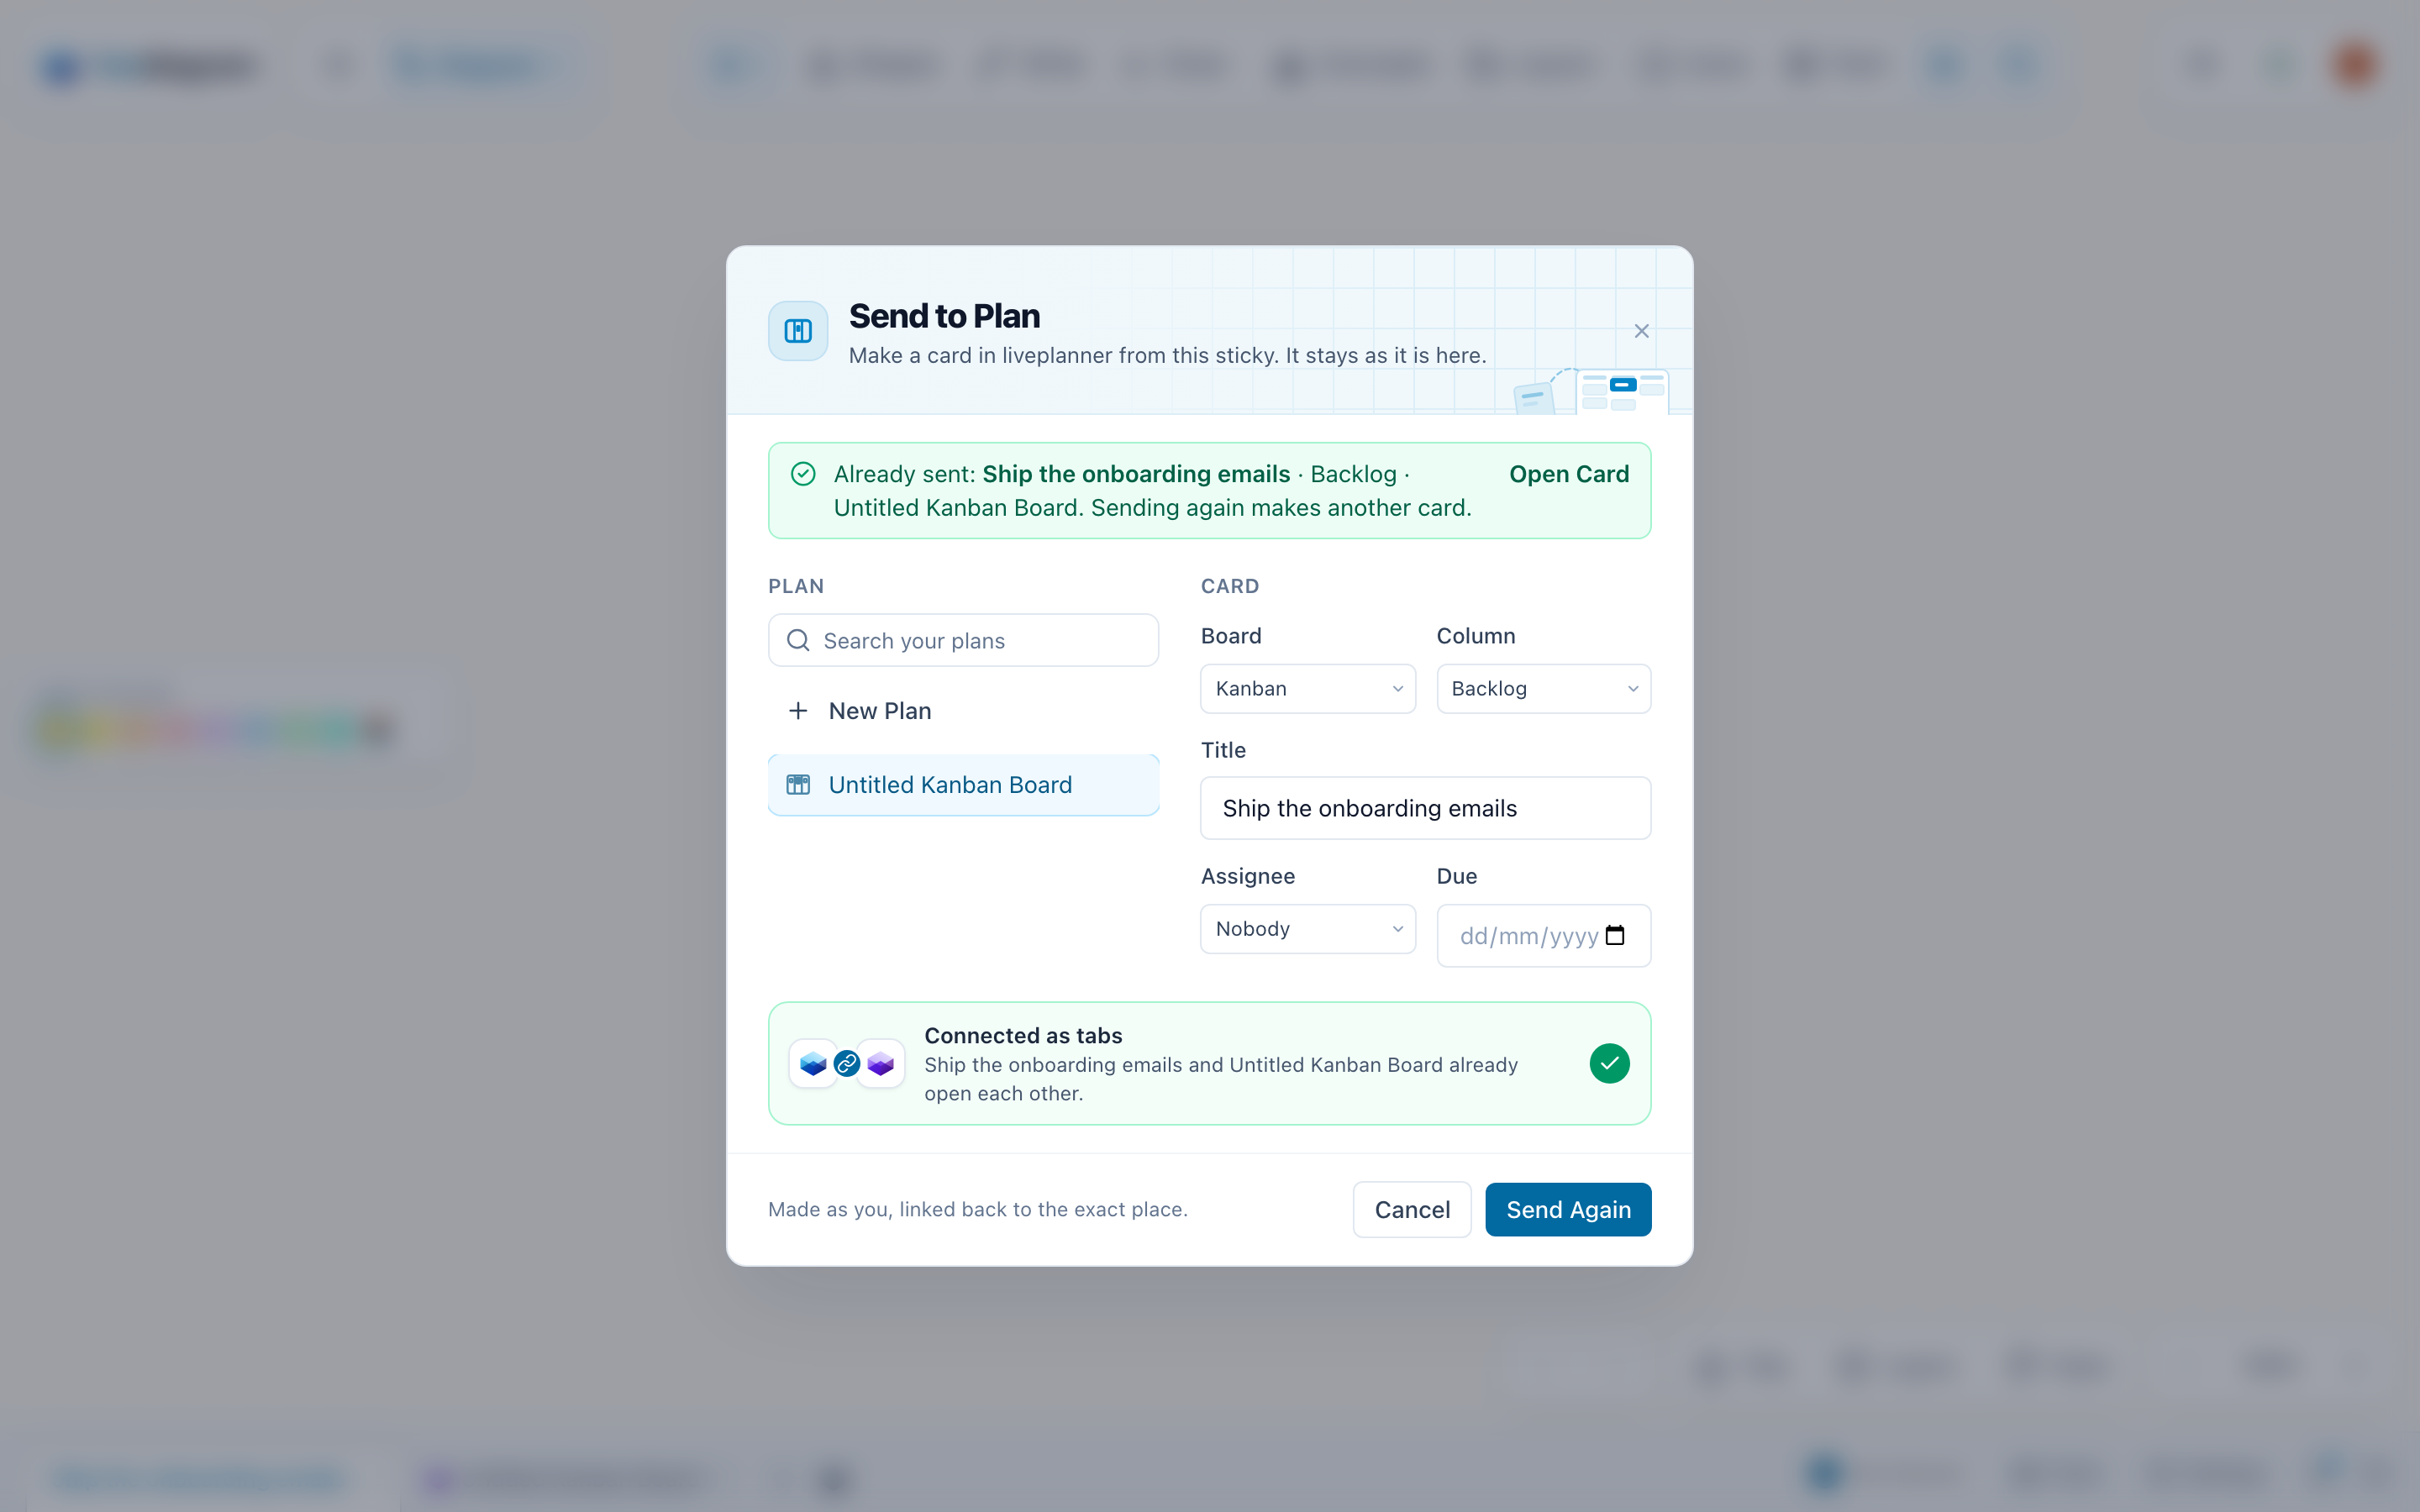 Send to Plan
Make a card in liveplanner from this sticky. It stays as it is here.
Already sent: Ship the onboarding emails · Backlog ·
Untitled Kanban Board. Sending again makes another card.
Open Card
PLAN
Search your plans
New Plan
Untitled Kanban Board
CARD
Board
Column
Kanban
Backlog
Title
Ship the onboarding emails
Assignee
Due
Nobody
dd/mm/yyyy
Connected as tabs
Ship the onboarding emails and Untitled Kanban Board already
open each other.
Made as you, linked back to the exact place.
Cancel
Send Again